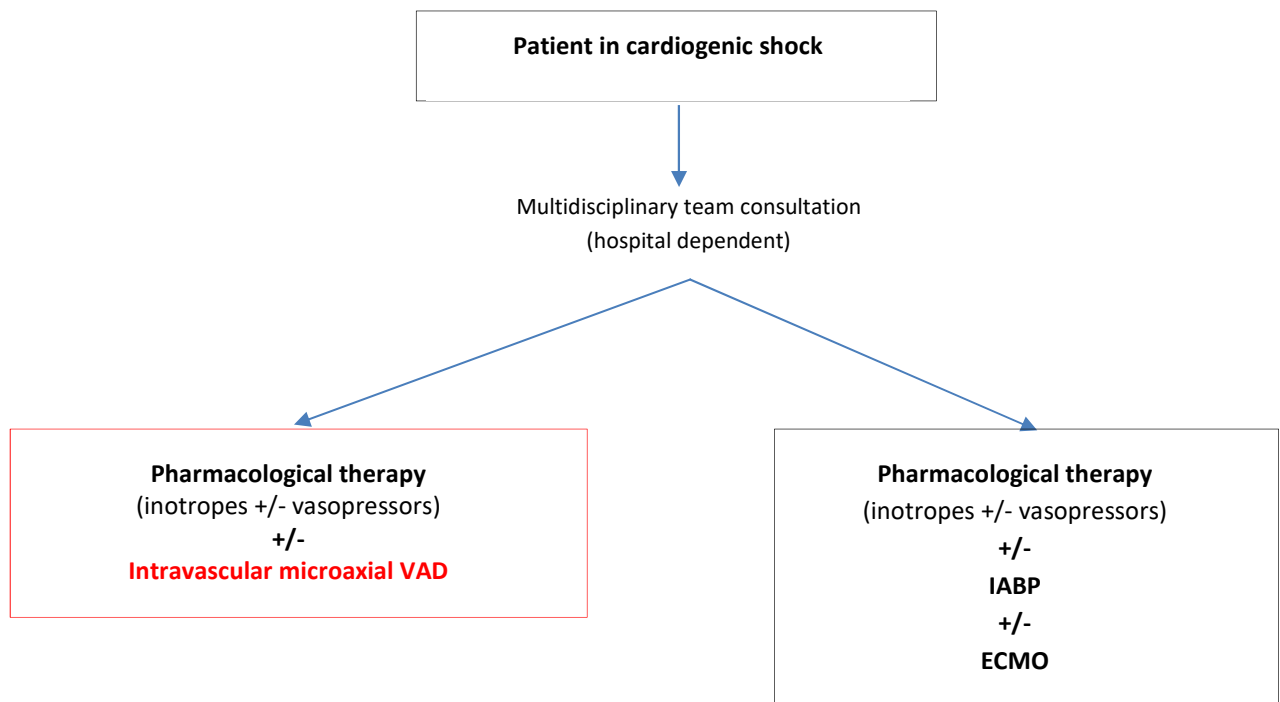 Patient in cardiogenic shock
Multidisciplinary team consultation
(hospital dependent)
Pharmacological therapy
(inotropes +/- vasopressors)
+/-
Intravascular microaxial VAD
Pharmacological therapy
(inotropes +/- vasopressors)
+/-
IABP
+/-
ECMO